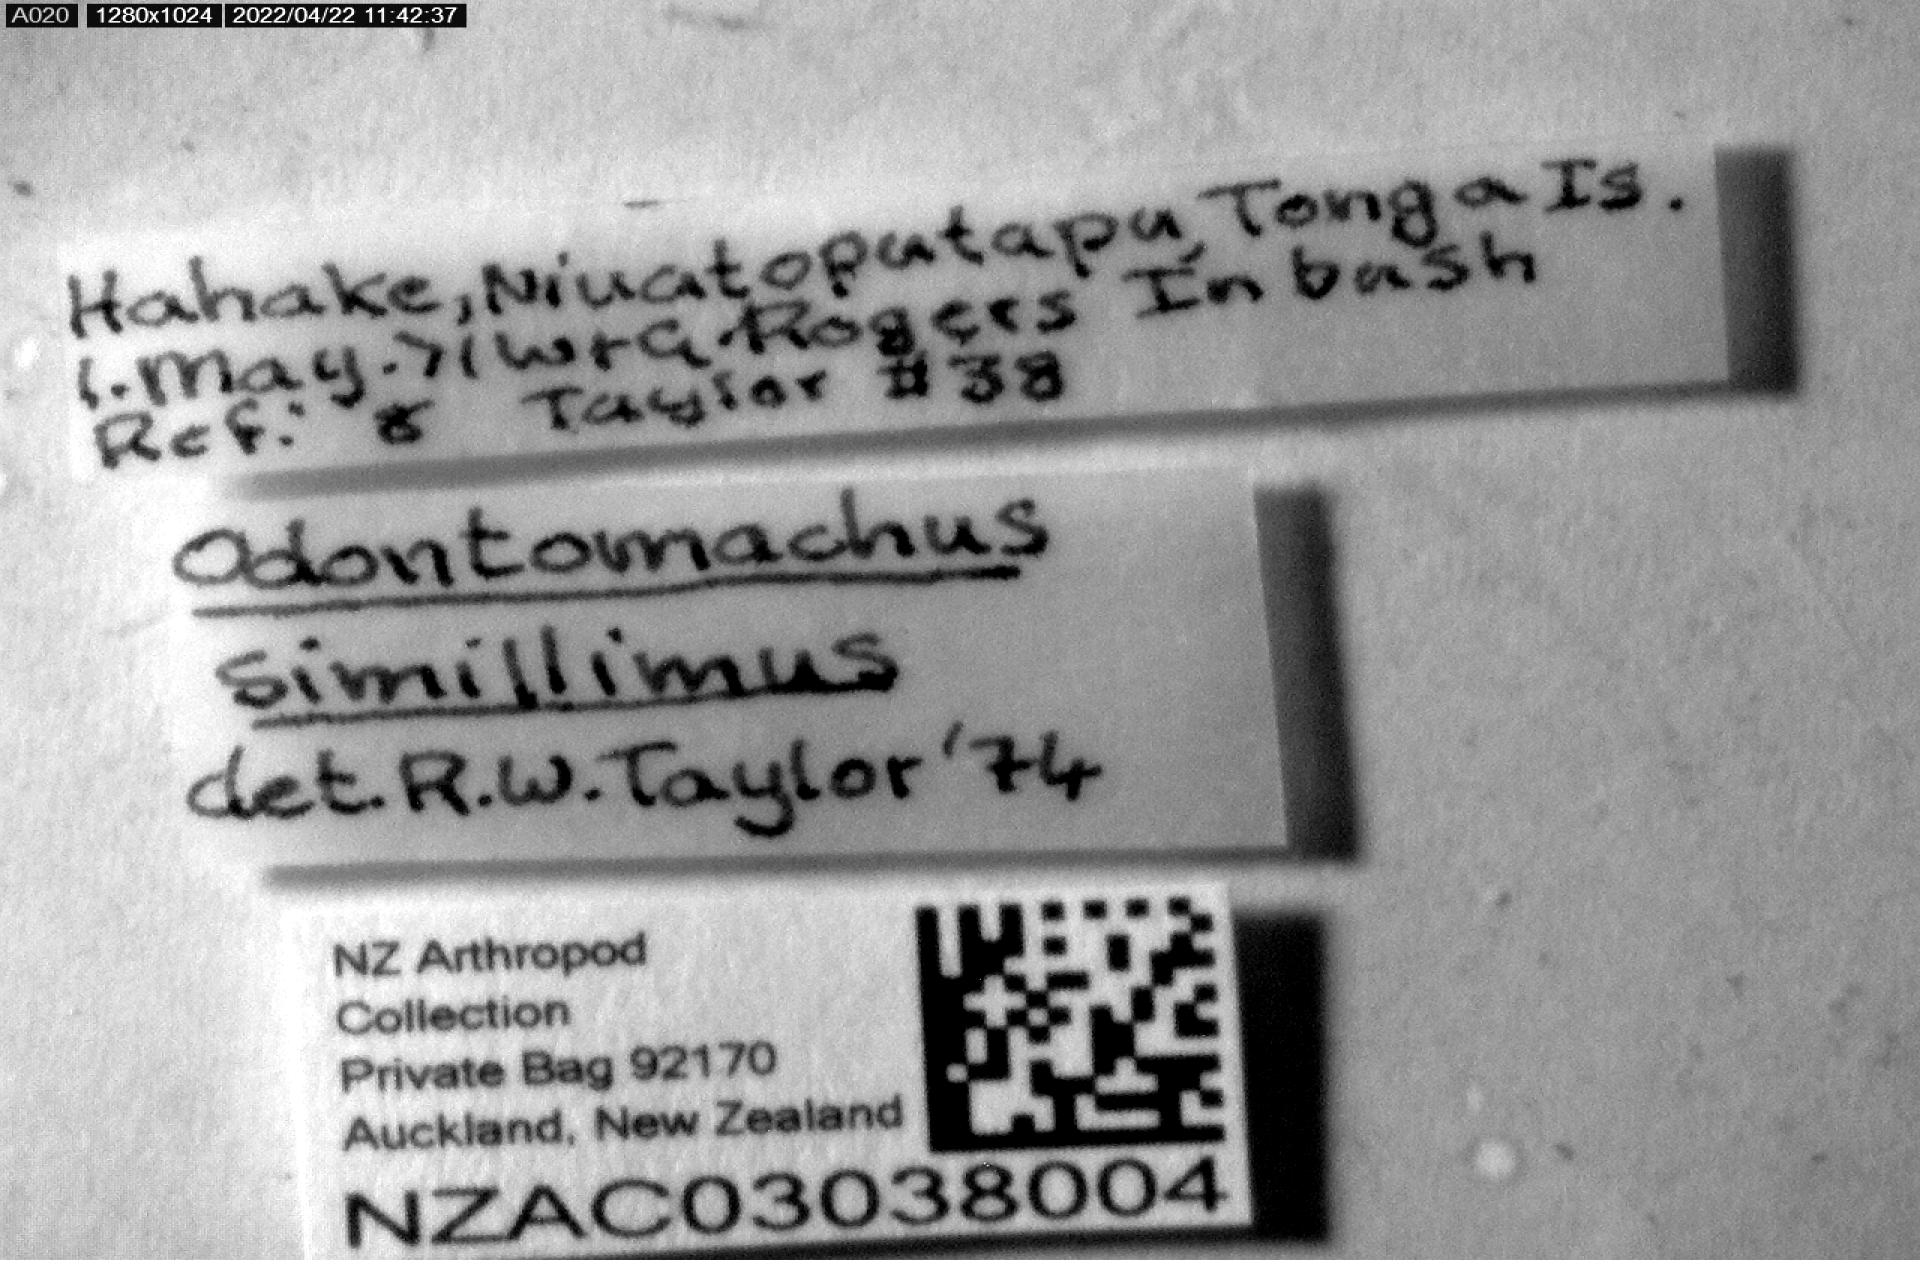 A020 1280x1024 2022/04/22 11:42:37
Hahake, Niuatoputapu, Tonga Is.
1. May. 71 W+G. Rogers In bush
Ref: 8 Taylor #38
Odontomachus
simillimus
det. R.W. Taylor '74
NZ Arthropod
Collection
Private Bag 92170
Auckland, New Zealand
NZAC03038004